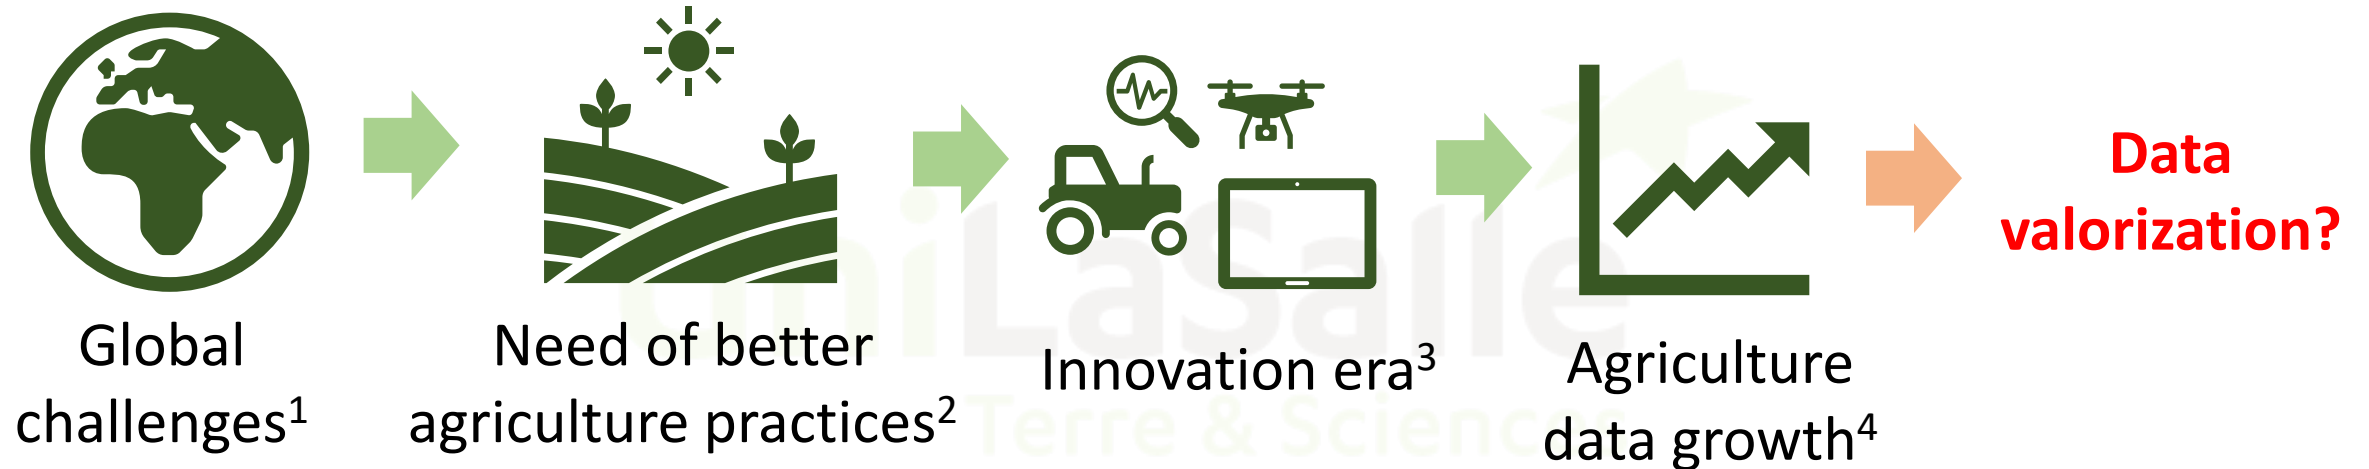 Global
challenges¹
Need of better
agriculture practices²
Innovation era³
Agriculture
data growth⁴
Data
valorization?
UniLaSalle
Terre & Sciences